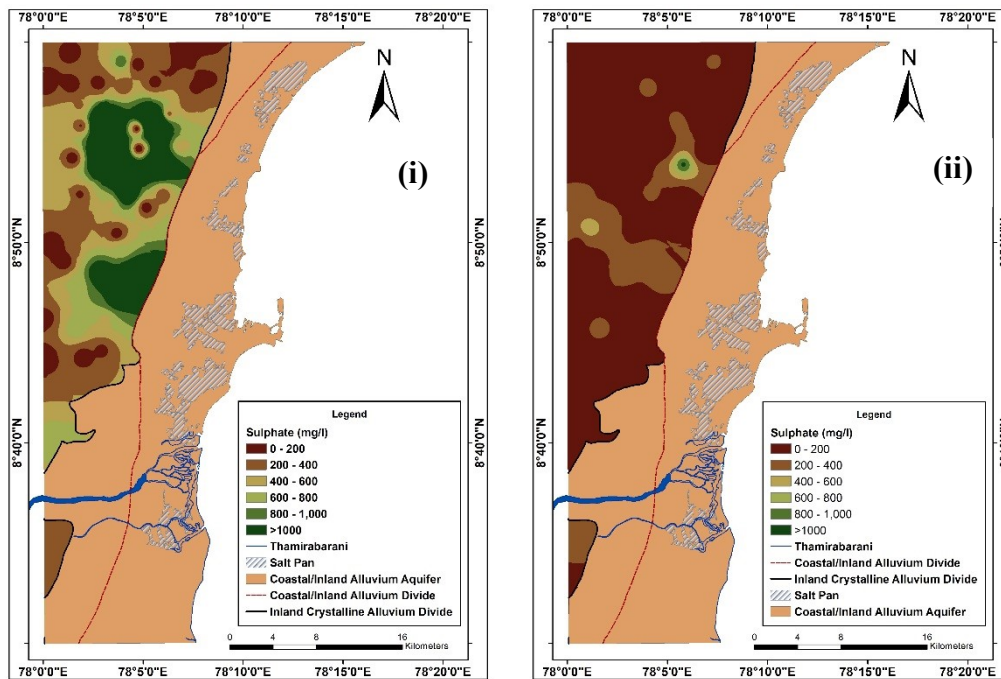 78°0'0"E 78°5'0"E 78°10'0"E 78°15'0"E 78°20'0"E
N
(i)
8°50'0"N
8°50'0"N
8°40'0"N
Legend
Sulphate (mg/l)
0 - 200
200 - 400
400 - 600
600 - 800
800 - 1,000
>1000
Thamirabarani
Salt Pan
Coastal/Inland Alluvium Aquifer
Coastal/Inland Alluvium Divide
Inland Crystalline Alluvium Divide
0 4 8 16
Kilometers
78°0'0"E 78°5'0"E 78°10'0"E 78°15'0"E 78°20'0"E
78°0'0"E 78°5'0"E 78°10'0"E 78°15'0"E 78°20'0"E
N
(ii)
8°50'0"N
8°40'0"N
Legend
Sulphate (mg/l)
0 - 200
200 - 400
400 - 600
600 - 800
800 - 1,000
>1000
Thamirabarani
Coastal/Inland Alluvium Divide
Inland Crystalline Alluvium Divide
Salt Pan
Coastal/Inland Alluvium Aquifer
0 4 8 16
Kilometers
78°0'0"E 78°5'0"E 78°10'0"E 78°15'0"E 78°20'0"E